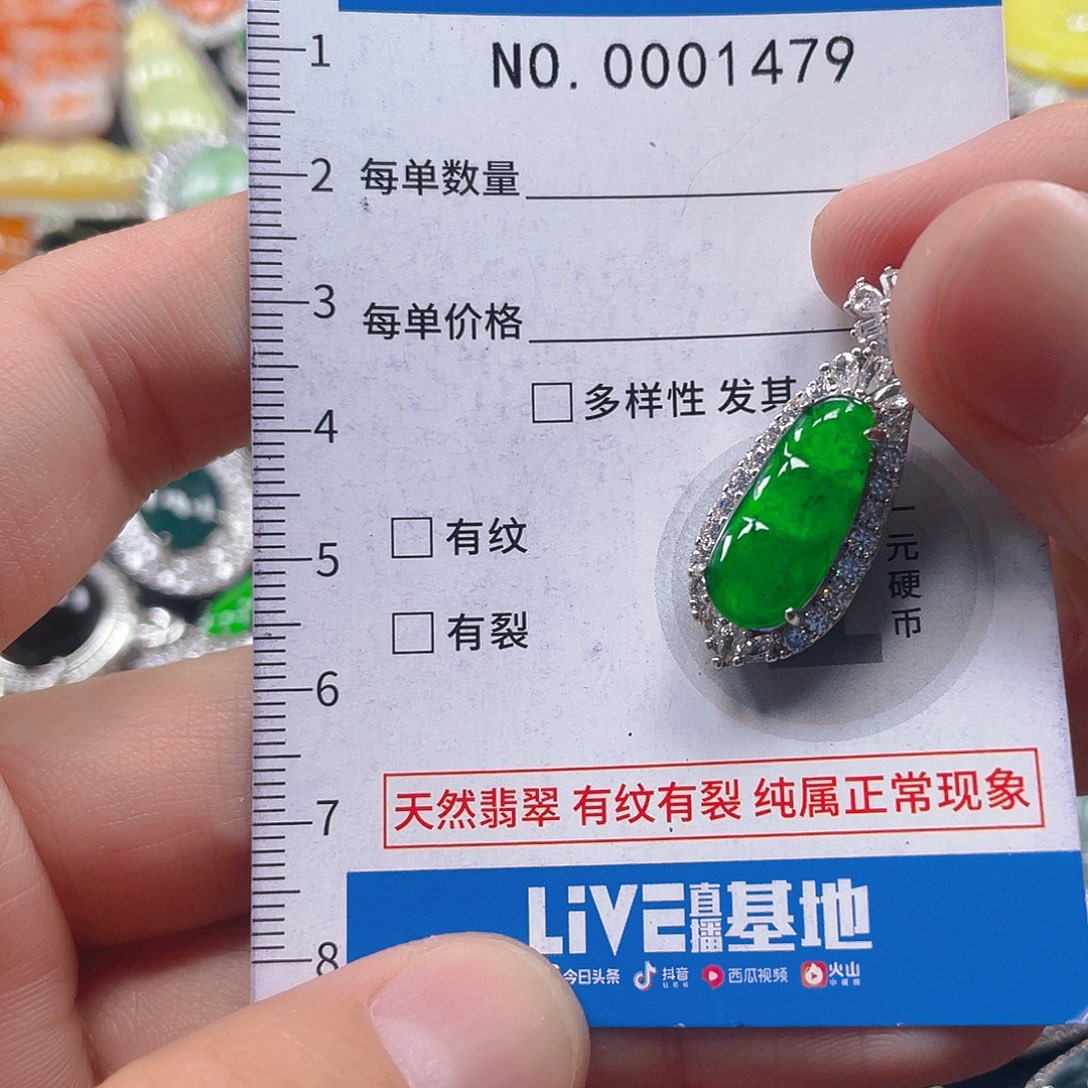 NO. 0001479
1
2
每单数量
3
每单价格
多样性 发其
4
有纹
5
一元硬币
有裂
6
天然翡翠 有纹有裂 纯属正常现象
7
LiVE直播基地
8
今日头条 抖音 西瓜视频 火山